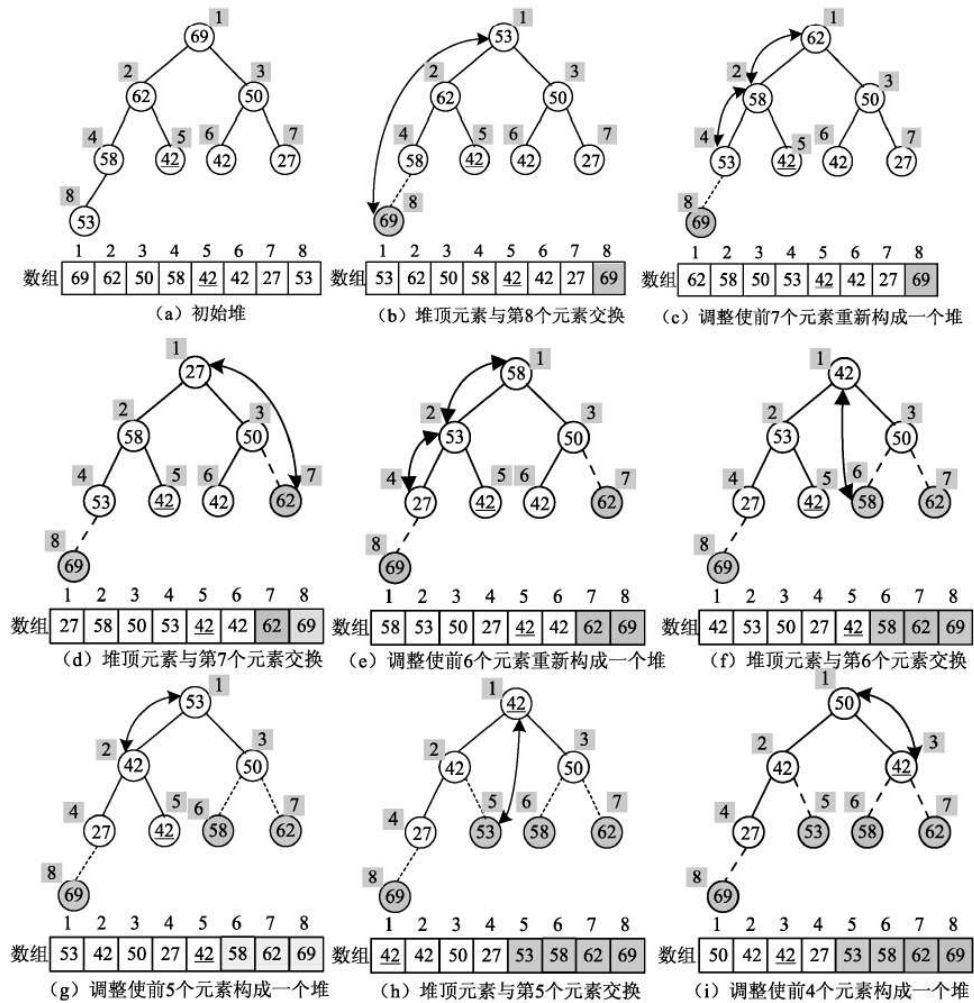 1
69
2 3
62 50
4 5 6 7
58 42 42 27
8
53
1 2 3 4 5 6 7 8
数组 69 62 50 58 42 42 27 53
（a）初始堆
1
53
2 3
62 50
4 5 6 7
58 42 42 27
8
69
1 2 3 4 5 6 7 8
数组 53 62 50 58 42 42 27 69
（b）堆顶元素与第8个元素交换
1
62
2 3
58 50
4 5 6 7
53 42 42 27
8
69
1 2 3 4 5 6 7 8
数组 62 58 50 53 42 42 27 69
（c）调整使前7个元素重新构成一个堆
1
27
2 3
58 50
4 5 6 7
53 42 42 62
8
69
1 2 3 4 5 6 7 8
数组 27 58 50 53 42 42 62 69
（d）堆顶元素与第7个元素交换
1
58
2 3
53 50
4 5 6 7
27 42 42 62
8
69
1 2 3 4 5 6 7 8
数组 58 53 50 27 42 42 62 69
（e）调整使前6个元素重新构成一个堆
1
42
2 3
53 50
4 5 6 7
27 42 58 62
8
69
1 2 3 4 5 6 7 8
数组 42 53 50 27 42 58 62 69
（f）堆顶元素与第6个元素交换
1
53
2 3
42 50
4 5 6 7
27 42 58 62
8
69
1 2 3 4 5 6 7 8
数组 53 42 50 27 42 58 62 69
（g）调整使前5个元素构成一个堆
1
42
2 3
42 50
4 5 6 7
27 53 58 62
8
69
1 2 3 4 5 6 7 8
数组 42 42 50 27 53 58 62 69
（h）堆顶元素与第5个元素交换
1
50
2 3
42 42
4 5 6 7
27 53 58 62
8
69
1 2 3 4 5 6 7 8
数组 50 42 42 27 53 58 62 69
（i）调整使前4个元素构成一个堆